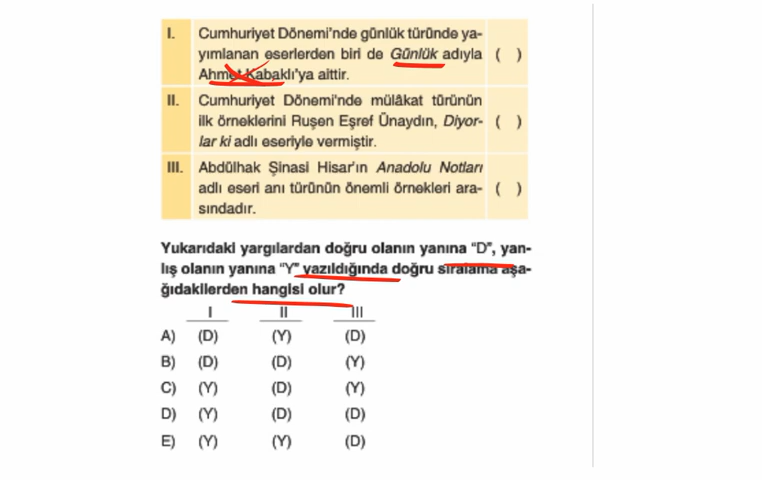 I. Cumhuriyet Dönemi'nde günlük türünde ya-
yımlanan eserlerden biri de Günlük adıyla ( )
Ahmet Kabaklı'ya aittir.
II. Cumhuriyet Dönemi'nde mülâkat türünün
ilk örneklerini Ruşen Eşref Ünaydın, Diyor- ( )
lar ki adlı eseriyle vermiştir.
III. Abdülhak Şinasi Hisar'ın Anadolu Notları
adlı eseri anı türünün önemli örnekleri ara- ( )
sındadır.
Yukarıdaki yargılardan doğru olanın yanına "D", yan-
lış olanın yanına "Y" yazıldığında doğru sıralama aşa-
ğıdakilerden hangisi olur?
I II III
A) (D) (Y) (D)
B) (D) (D) (Y)
C) (Y) (D) (Y)
D) (Y) (D) (D)
E) (Y) (Y) (D)